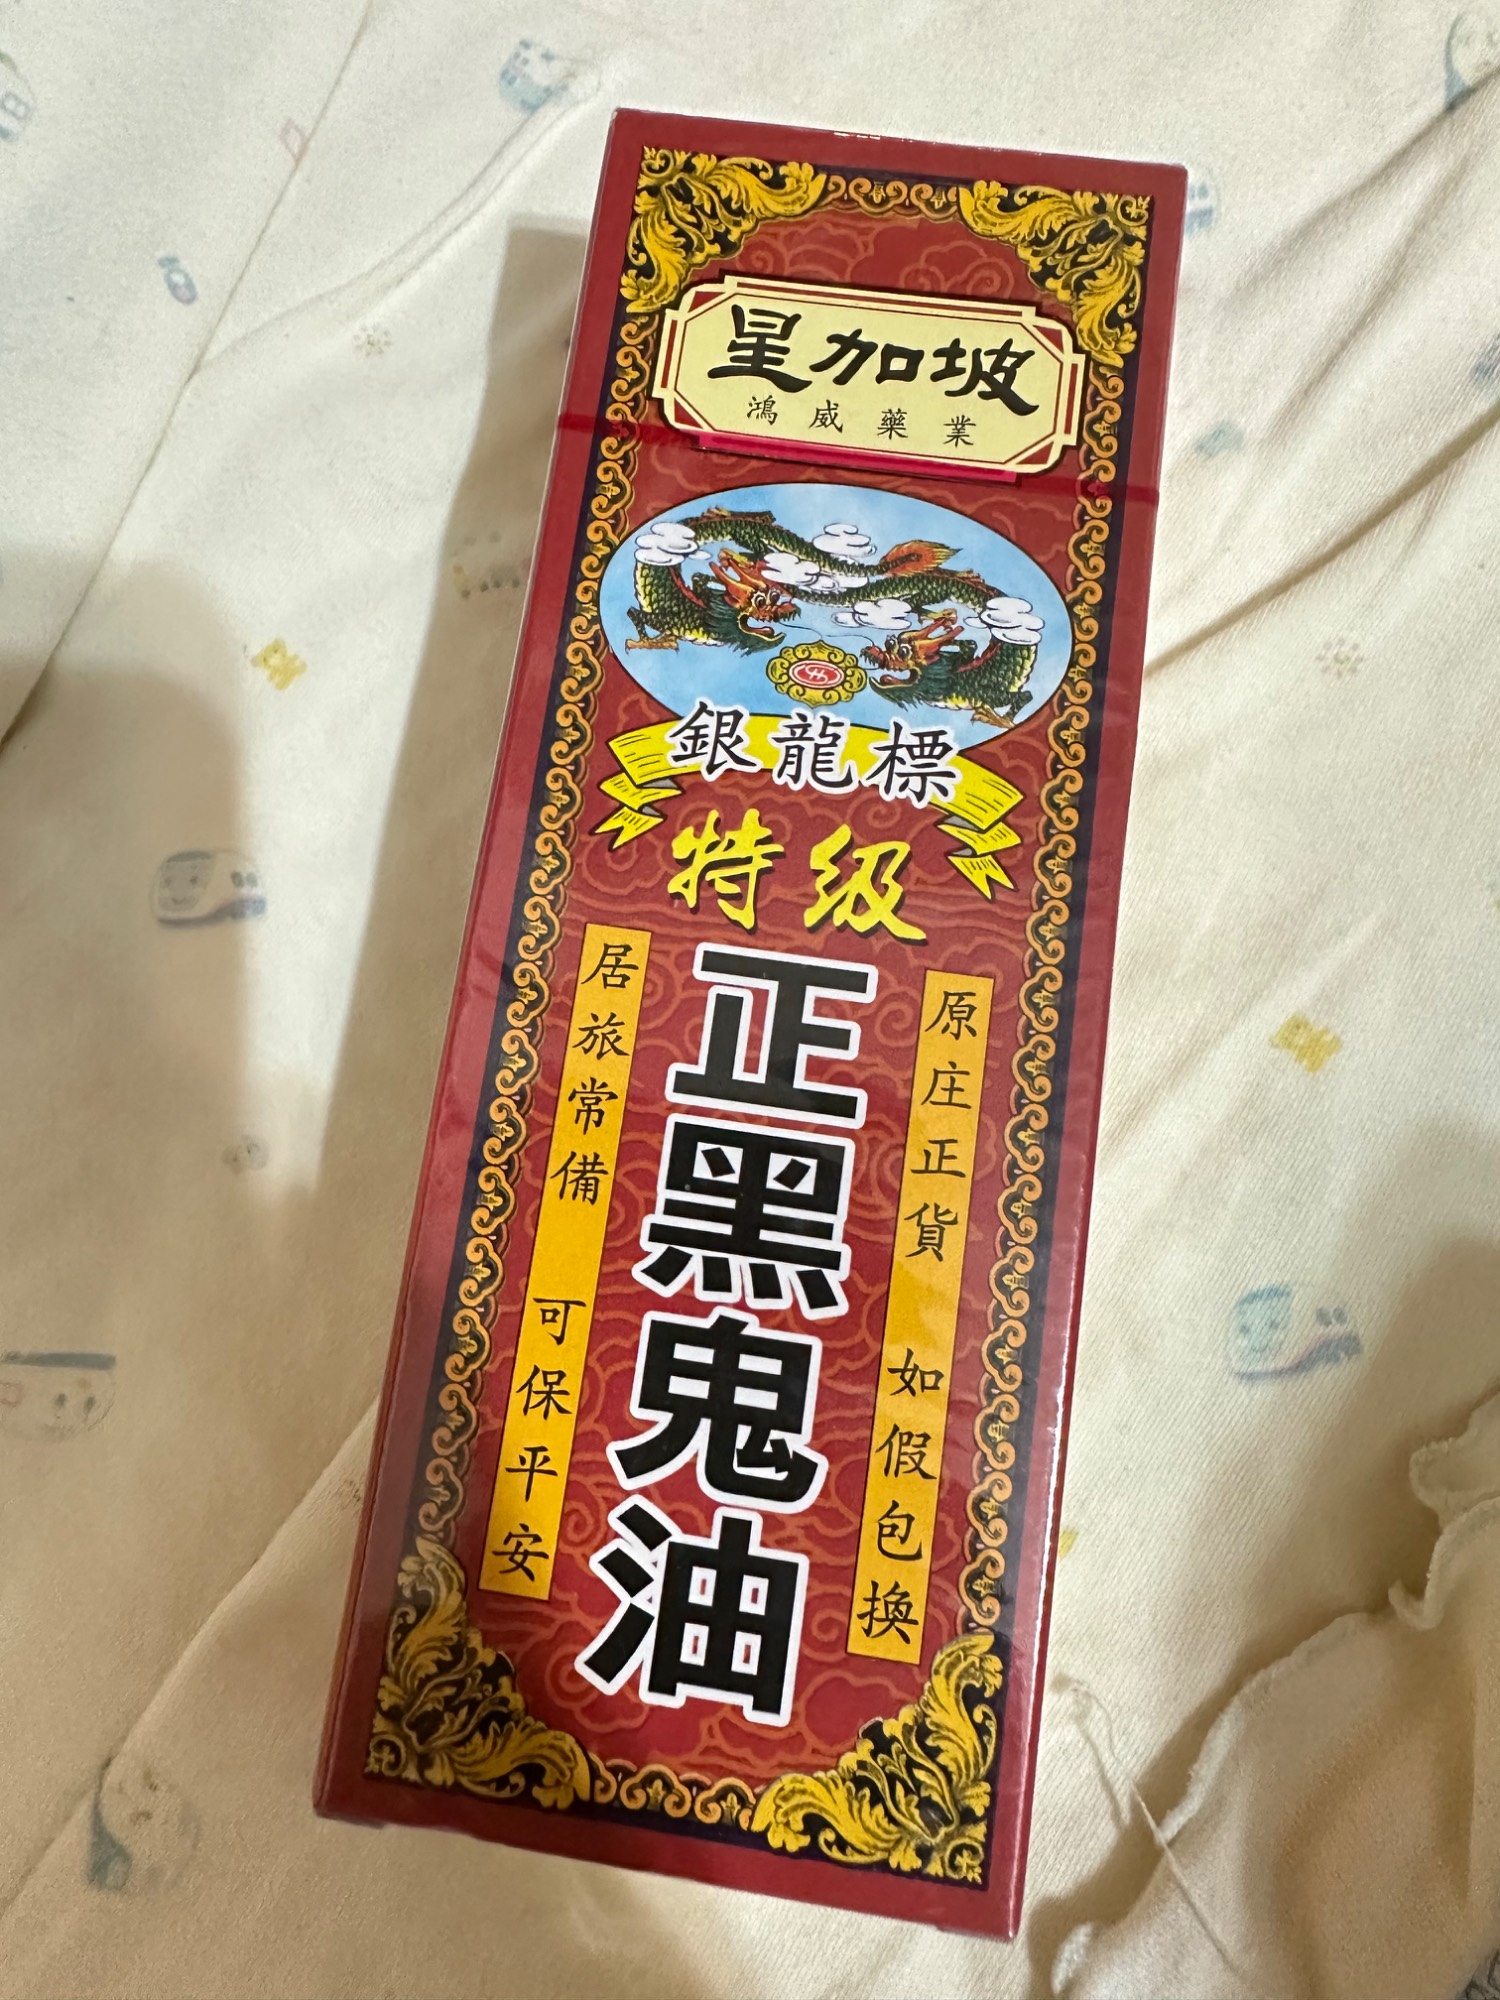 星加坡
鴻威藥業
銀龍標
特级
正黑鬼油
原庄正貨 如假包換
居旅常備 可保平安